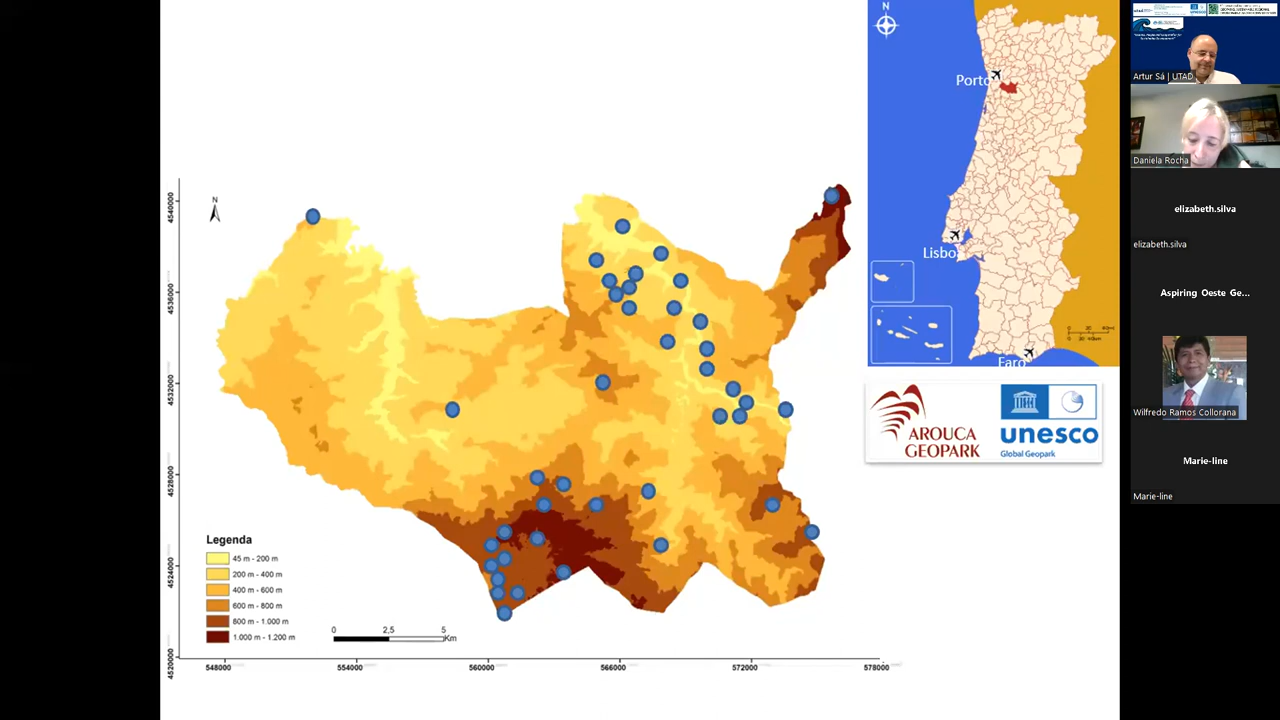 N
Porto
Lisbo
Faro
AROUCA
GEOPARK
unesco
Global Geopark
N
4540000
4536000
4532000
4528000
4524000
4520000
548000
554000
560000
566000
572000
578000
Legenda
45 m - 200 m
200 m - 400 m
400 m - 600 m
600 m - 800 m
800 m - 1.000 m
1.000 m - 1.200 m
0 2,5 5
Km
Artur Sá | UTAD
Daniela Rocha
elizabeth.silva
elizabeth.silva
Aspiring Oeste Ge...
Wilfredo Ramos Collorana
Marie-line
Marie-line